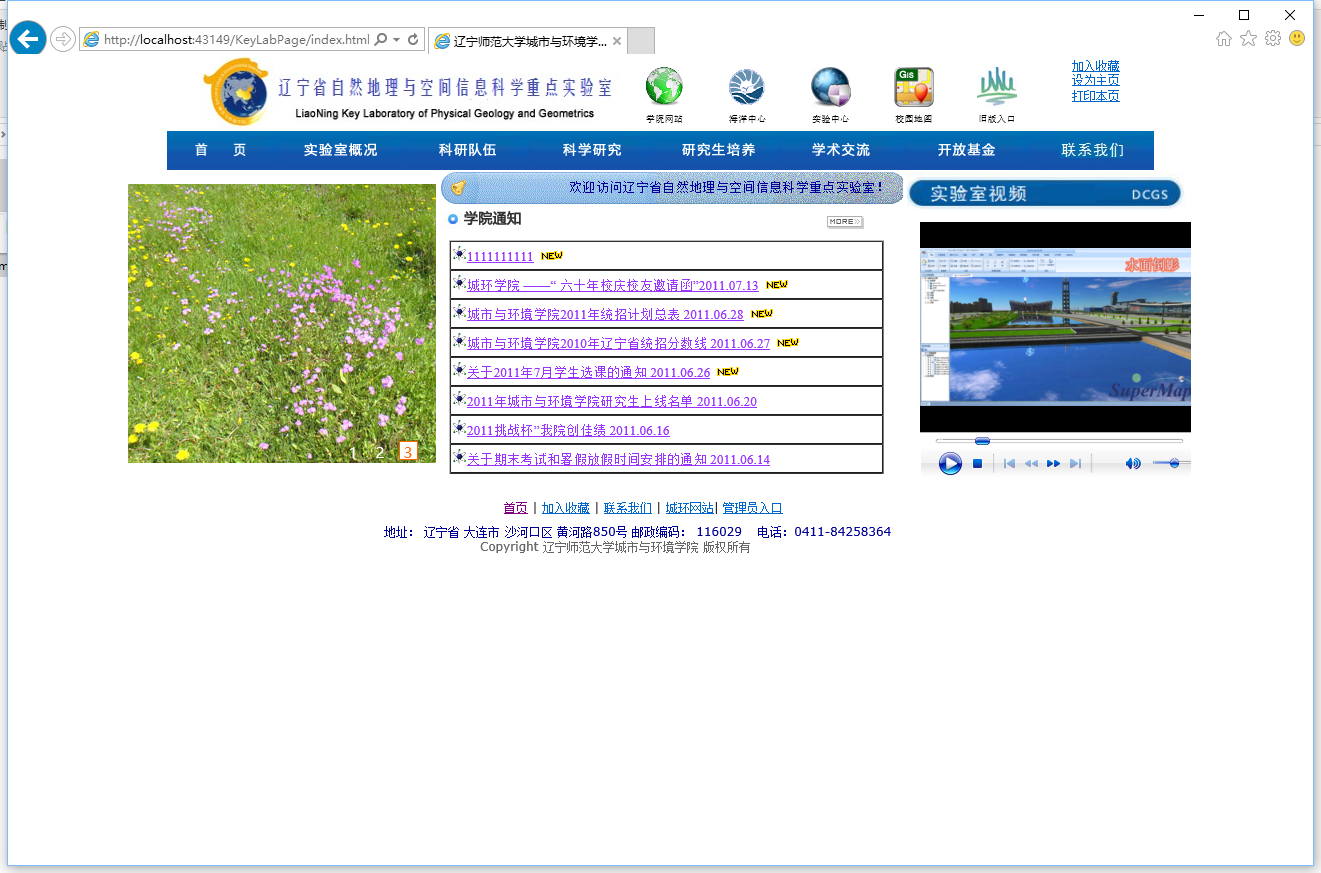 http://localhost:43149/KeyLabPage/index.html
辽宁师范大学城市与环境学...
辽宁省自然地理与空间信息科学重点实验室
LiaoNing Key Laboratory of Physical Geology and Geometrics
学院网站 海洋中心 实验中心 校园地图 旧版入口
Gis
加入收藏
设为主页
打印本页
首 页 实验室概况 科研队伍 科学研究 研究生培养 学术交流 开放基金 联系我们
欢迎访问辽宁省自然地理与空间信息科学重点实验室！
实验室视频 DCGS
学院通知 MORE
1111111111 NEW
城环学院 ——“ 六十年校庆校友邀请函”2011.07.13 NEW
城市与环境学院2011年统招计划总表 2011.06.28 NEW
城市与环境学院2010年辽宁省统招分数线 2011.06.27 NEW
关于2011年7月学生选课的通知 2011.06.26 NEW
2011年城市与环境学院研究生上线名单 2011.06.20
2011挑战杯”我院创佳绩 2011.06.16
关于期末考试和暑假放假时间安排的通知 2011.06.14
1 2 3
水面倒影
SuperMap
首页 | 加入收藏 | 联系我们 | 城环网站| 管理员入口
地址： 辽宁省 大连市 沙河口区 黄河路850号 邮政编码： 116029 电话：0411-84258364
Copyright 辽宁师范大学城市与环境学院 版权所有